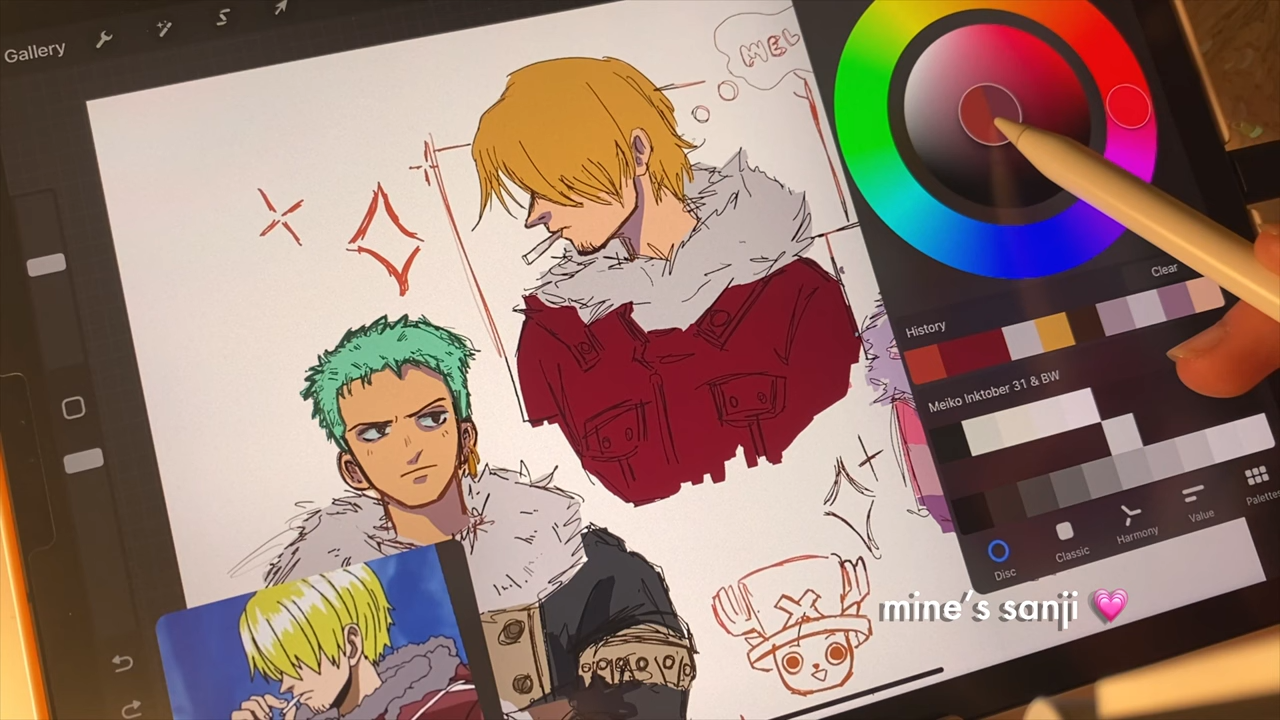 Gallery
MEL
Clear
History
Meiko Inktober 31 & BW
Disc
Classic
Harmony
Value
Palettes
mine's sanji 💗